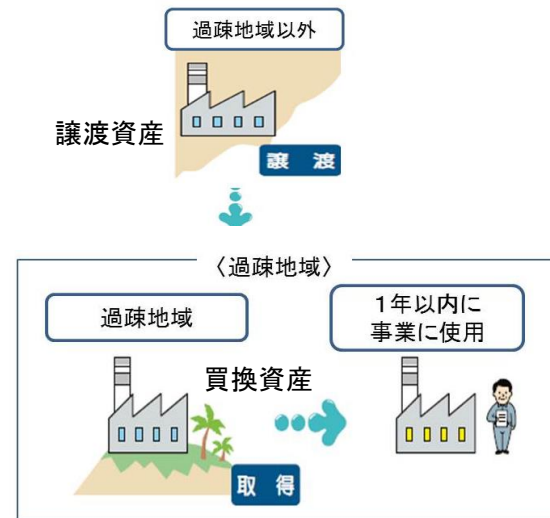 過疎地域以外
譲渡資産
譲 渡
〈過疎地域〉
過疎地域
1年以内に
事業に使用
買換資産
取 得